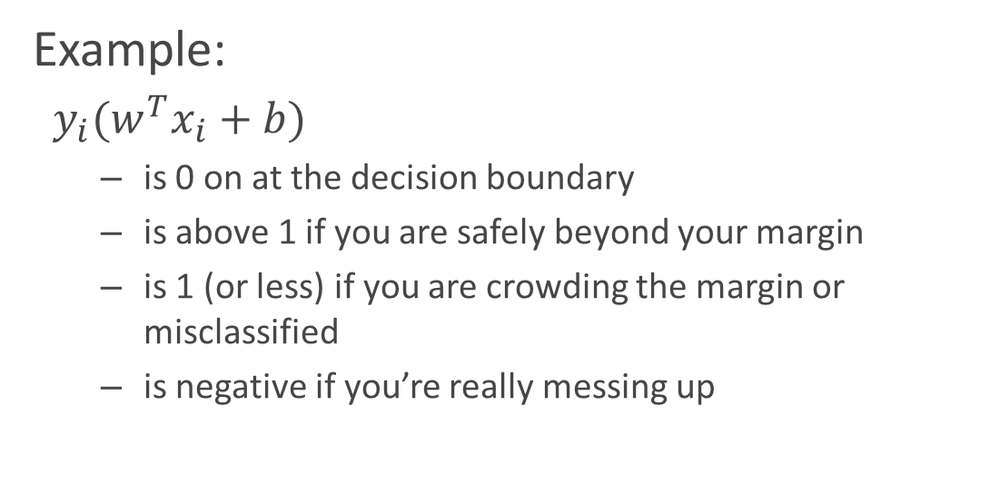 Example:
yᵢ(wᵀxᵢ + b)
– is 0 on at the decision boundary
– is above 1 if you are safely beyond your margin
– is 1 (or less) if you are crowding the margin or
misclassified
– is negative if you’re really messing up